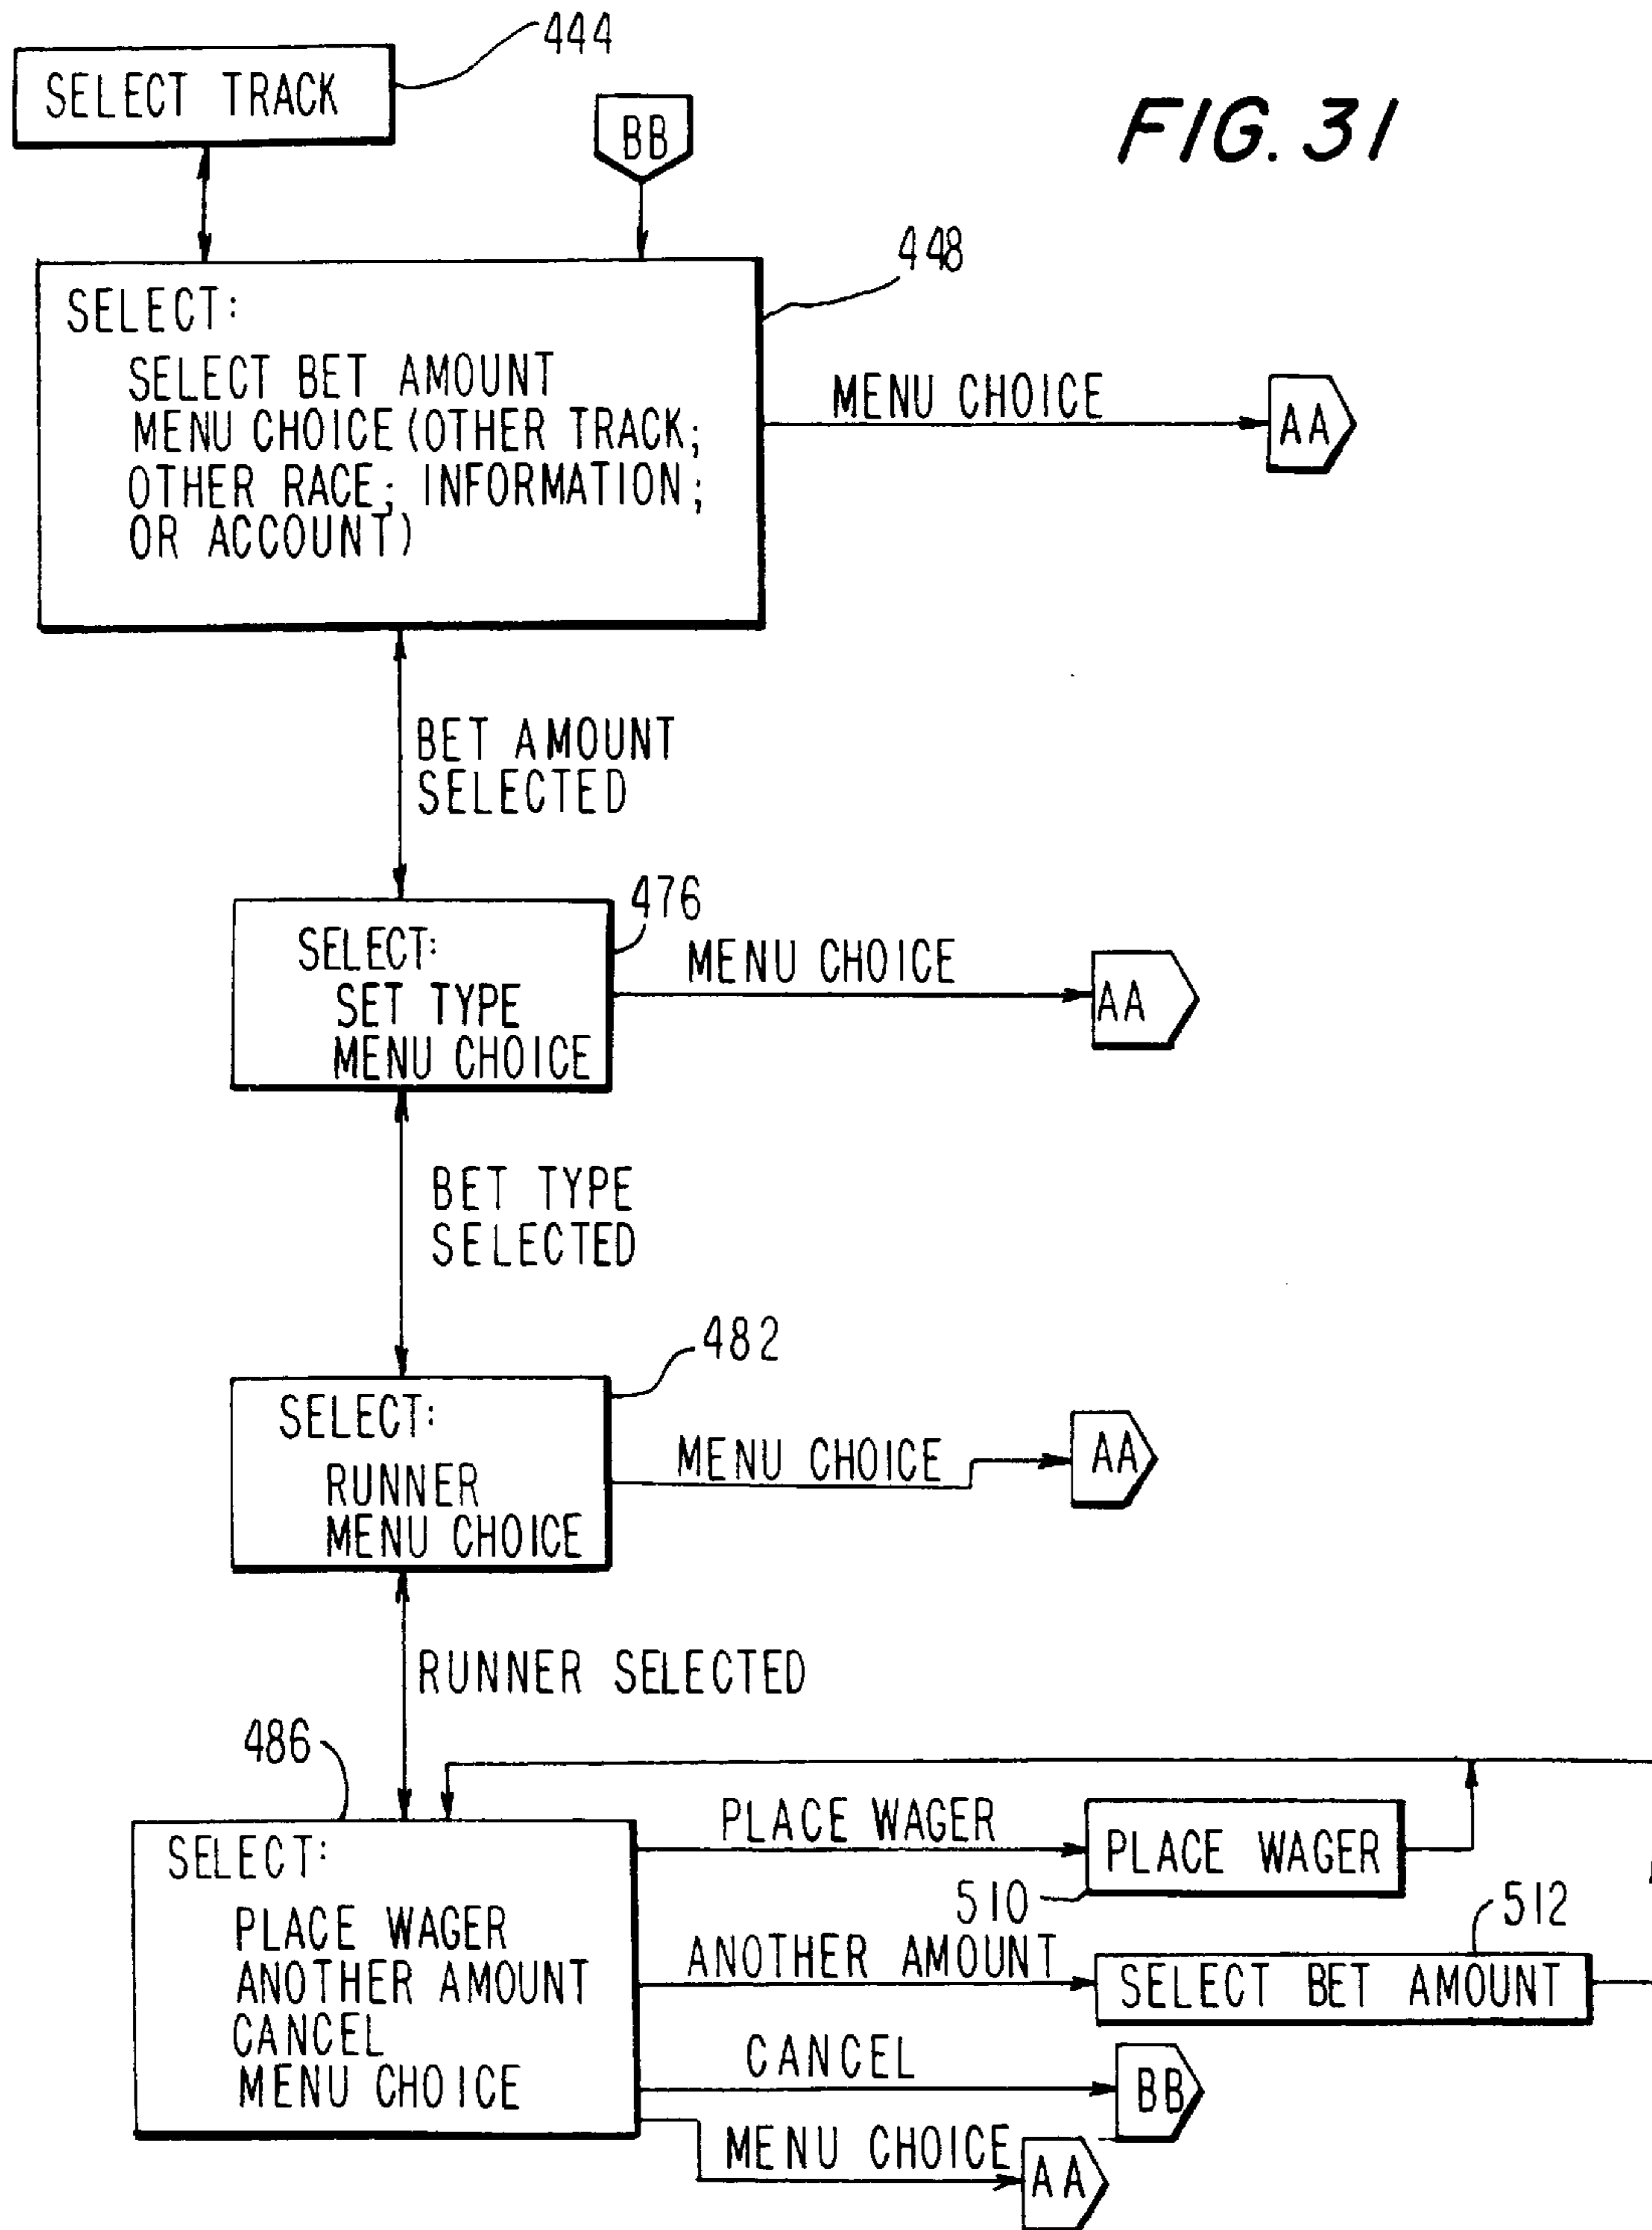 444
SELECT TRACK
BB
FIG. 31
448
SELECT:
SELECT BET AMOUNT
MENU CHOICE (OTHER TRACK;
OTHER RACE; INFORMATION;
OR ACCOUNT)
MENU CHOICE
AA
BET AMOUNT
SELECTED
476
SELECT:
SET TYPE
MENU CHOICE
MENU CHOICE
AA
BET TYPE
SELECTED
482
SELECT:
RUNNER
MENU CHOICE
MENU CHOICE
AA
RUNNER SELECTED
486
SELECT:
PLACE WAGER
ANOTHER AMOUNT
CANCEL
MENU CHOICE
PLACE WAGER
PLACE WAGER
510
ANOTHER AMOUNT
SELECT BET AMOUNT
512
CANCEL
BB
MENU CHOICE
AA